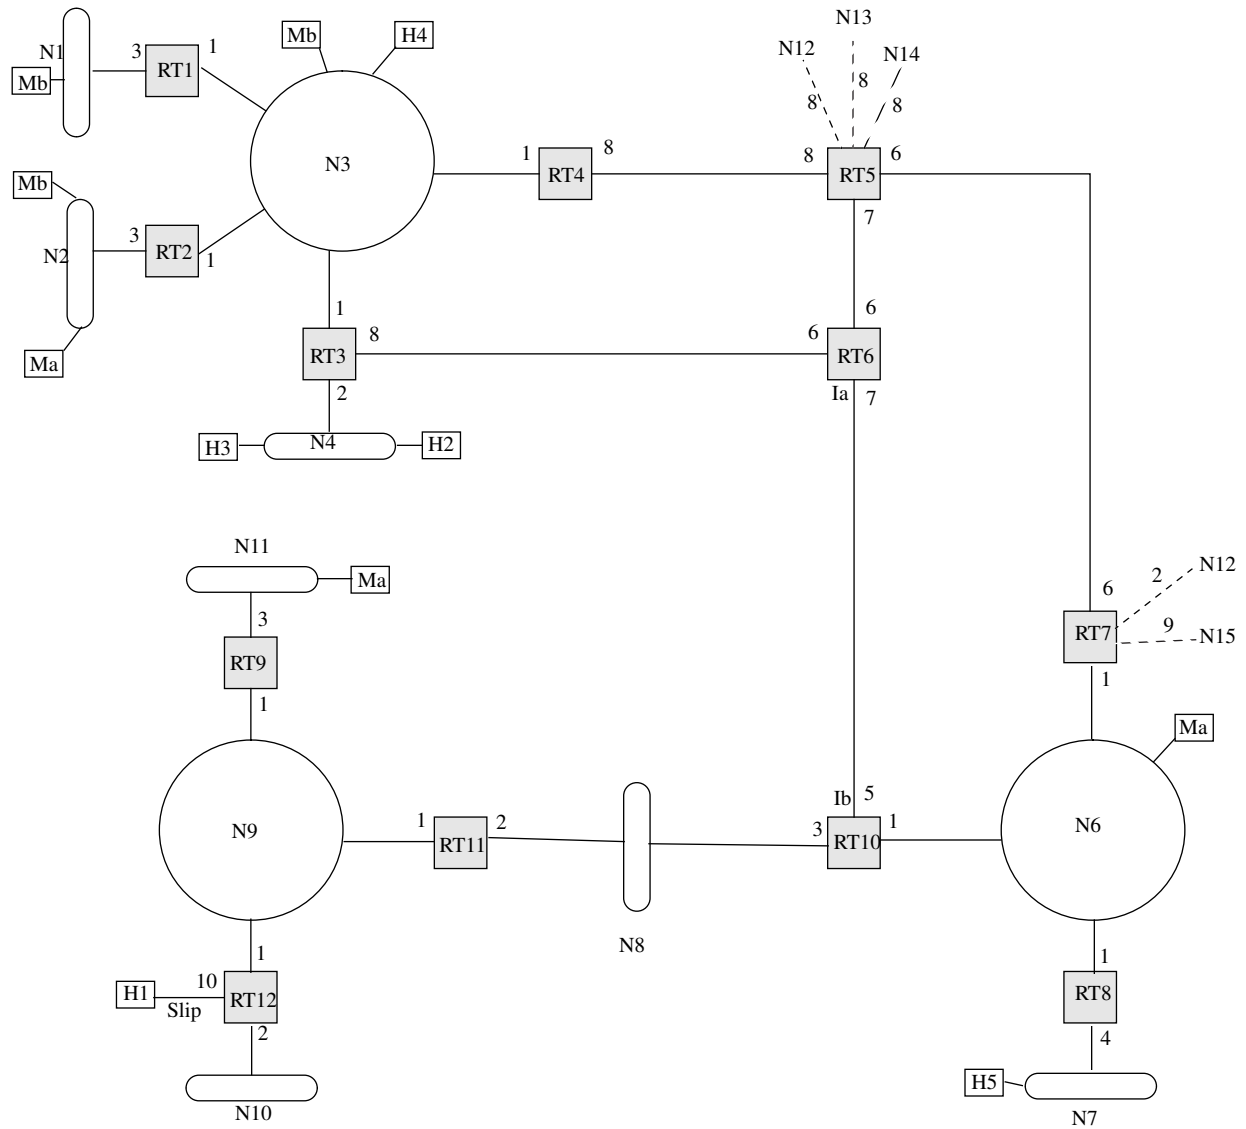 N13
N12
N14
Mb
H4
N1
3
1
Mb
RT1
8
8
8
N3
1
8
8
6
RT4
RT5
Mb
7
3
RT2
N2
1
1
8
6
6
Ma
RT3
RT6
2
Ia
7
H3
N4
H2
N11
Ma
N12
2
6
3
9
RT7
N15
RT9
1
1
Ma
Ib
5
1
2
3
1
N9
RT11
RT10
N6
N8
1
1
10
H1
RT12
RT8
Slip
2
4
H5
N10
N7